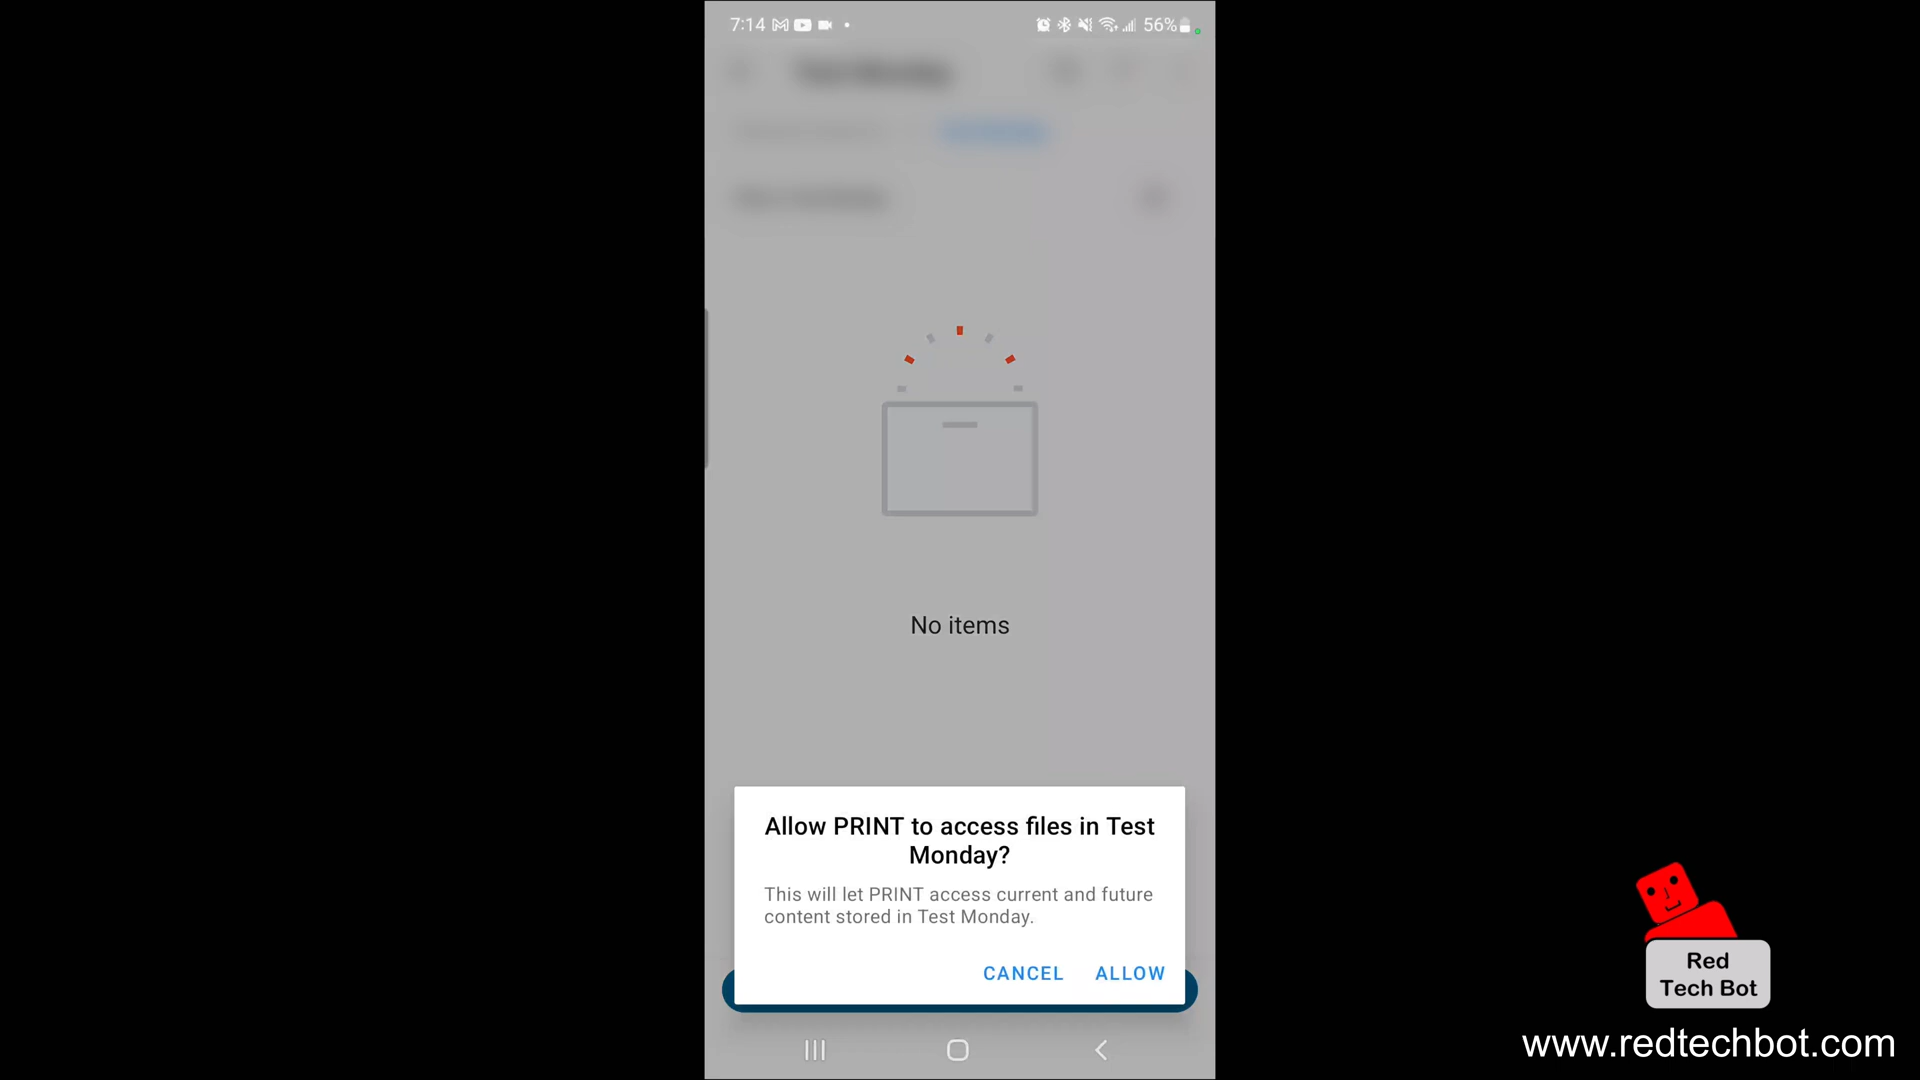 7:14
56%
No items
Allow PRINT to access files in Test
Monday?
This will let PRINT access current and future
content stored in Test Monday.
CANCEL
ALLOW
Red
Tech Bot
www.redtechbot.com